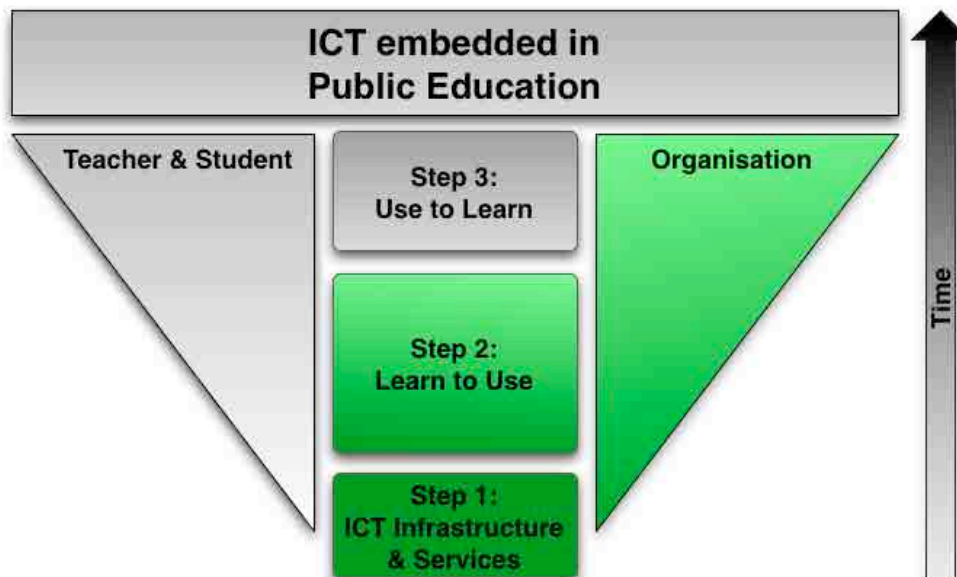 ICT embedded in
Public Education
Teacher & Student
Step 3:
Use to Learn
Organisation
Step 2:
Learn to Use
Step 1:
ICT Infrastructure
& Services
Time